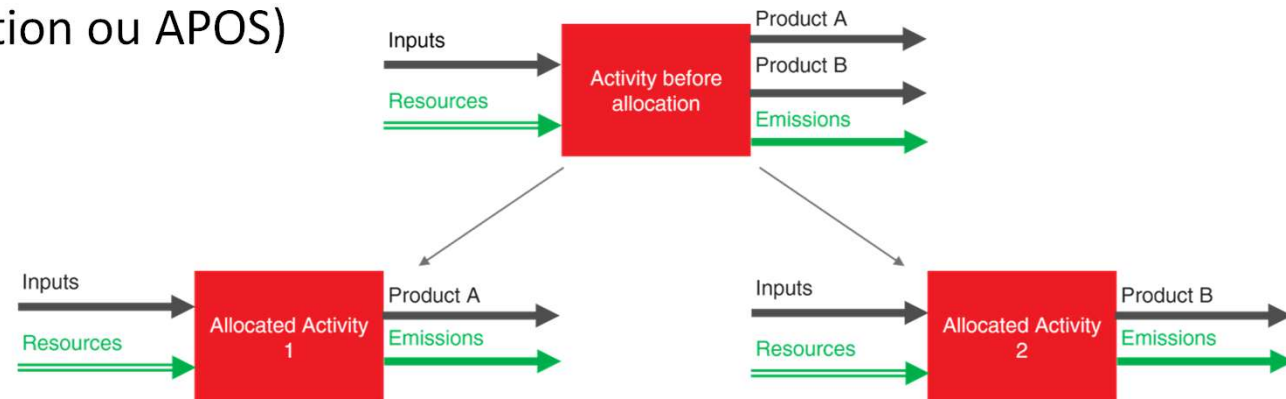 tion ou APOS)
Inputs
Resources
Activity before
allocation
Product A
Product B
Emissions
Inputs
Resources
Allocated Activity
1
Product A
Emissions
Inputs
Resources
Allocated Activity
2
Product B
Emissions